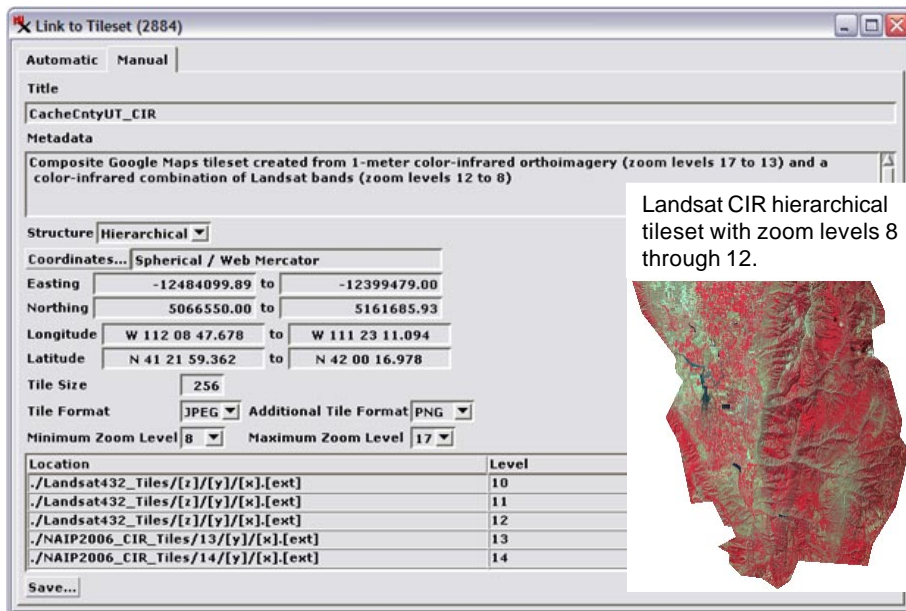 Link to Tileset (2884)
Automatic Manual
Title
CacheCntyUT_CIR
Metadata
Composite Google Maps tileset created from 1-meter color-infrared orthoimagery (zoom levels 17 to 13) and a
color-infrared combination of Landsat bands (zoom levels 12 to 8)
Landsat CIR hierarchical
tileset with zoom levels 8
through 12.
Structure Hierarchical
Coordinates... Spherical / Web Mercator
Easting -12484099.89 to -12399479.00
Northing 5066550.00 to 5161685.93
Longitude W 112 08 47.678 to W 111 23 11.094
Latitude N 41 21 59.362 to N 42 00 16.978
Tile Size 256
Tile Format JPEG Additional Tile Format PNG
Minimum Zoom Level 8 Maximum Zoom Level 17
Location Level
./Landsat432_Tiles/[z]/[y]/[x].[ext] 10
./Landsat432_Tiles/[z]/[y]/[x].[ext] 11
./Landsat432_Tiles/[z]/[y]/[x].[ext] 12
./NAIP2006_CIR_Tiles/13/[y]/[x].[ext] 13
./NAIP2006_CIR_Tiles/14/[y]/[x].[ext] 14
Save...